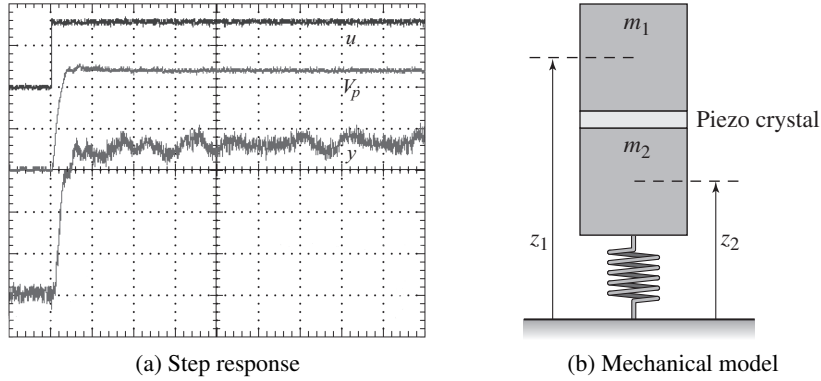 u
V_p
y
(a) Step response
m_1
Piezo crystal
m_2
z_1
z_2
(b) Mechanical model